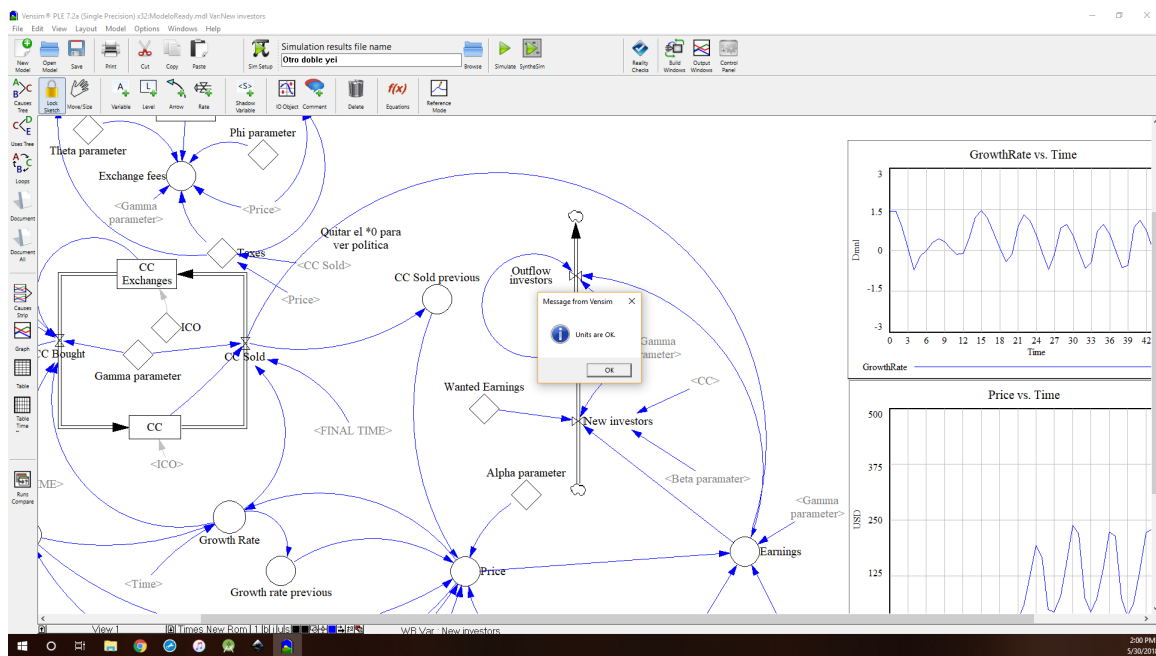 Vensim® PLE 7.2a (Single Precision) x32:ModeloReady.mdl Var:New investors
File Edit View Layout Model Options Windows Help
New Model
Open Model
Save
Print
Cut
Copy
Paste
Sim Setup
Simulation results file name
Otro doble yei
Browse
Simulate
SyntheSim
Reality Checks
Build Windows
Output Windows
Control Panel
Causes Tree
Lock Sketch
Move/Size
Variable
Level
Arrow
Rate
Shadow Variable
IO Object
Comment
Delete
Equations
Reference Mode
Uses Tree
Loops
Document
Document All
Causes Strip
Graph
Table
Table Time
Runs Compare
Theta parameter
Phi parameter
Exchange fees
<Gamma
parameter>
<Price>
Quitar el *0 para
ver politica
Taxes
<CC Sold>
CC
Exchanges
<Price>
ICO
CC Sold previous
Outflow
investors
CC Bought
CC Sold
Gamma parameter
CC
<ICO>
<FINAL TIME>
Message from Vensim
Units are OK.
OK
Wanted Earnings
<CC>
New investors
Alpha parameter
<Beta paramater>
<Gamma
parameter>
Growth Rate
<Time>
Growth rate previous
Price
Earnings
GrowthRate vs. Time
3
1.5
0
-1.5
-3
Dmnl
0 3 6 9 12 15 18 21 24 27 30 33 36 39 42
Time
GrowthRate
Price vs. Time
500
375
250
125
USD
View 1
Times New Rom
WB Var : New investors
2:00 PM